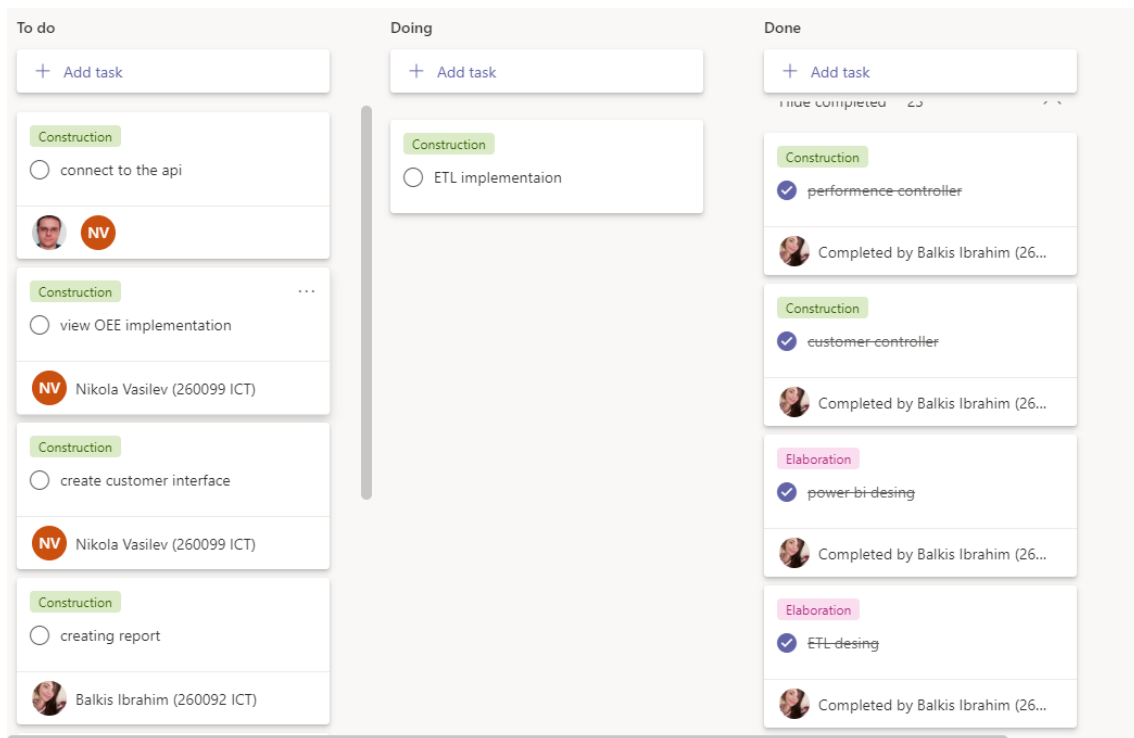 To do
+ Add task
Construction
connect to the api
NV
Construction
...
view OEE implementation
NV
Nikola Vasilev (260099 ICT)
Construction
create customer interface
NV
Nikola Vasilev (260099 ICT)
Construction
creating report
Balkis Ibrahim (260092 ICT)
Doing
+ Add task
Construction
ETL implementaion
Done
+ Add task
Hide completed
Construction
performence controller
Completed by Balkis Ibrahim (26...
Construction
customer controller
Completed by Balkis Ibrahim (26...
Elaboration
power bi desing
Completed by Balkis Ibrahim (26...
Elaboration
ETL desing
Completed by Balkis Ibrahim (26...